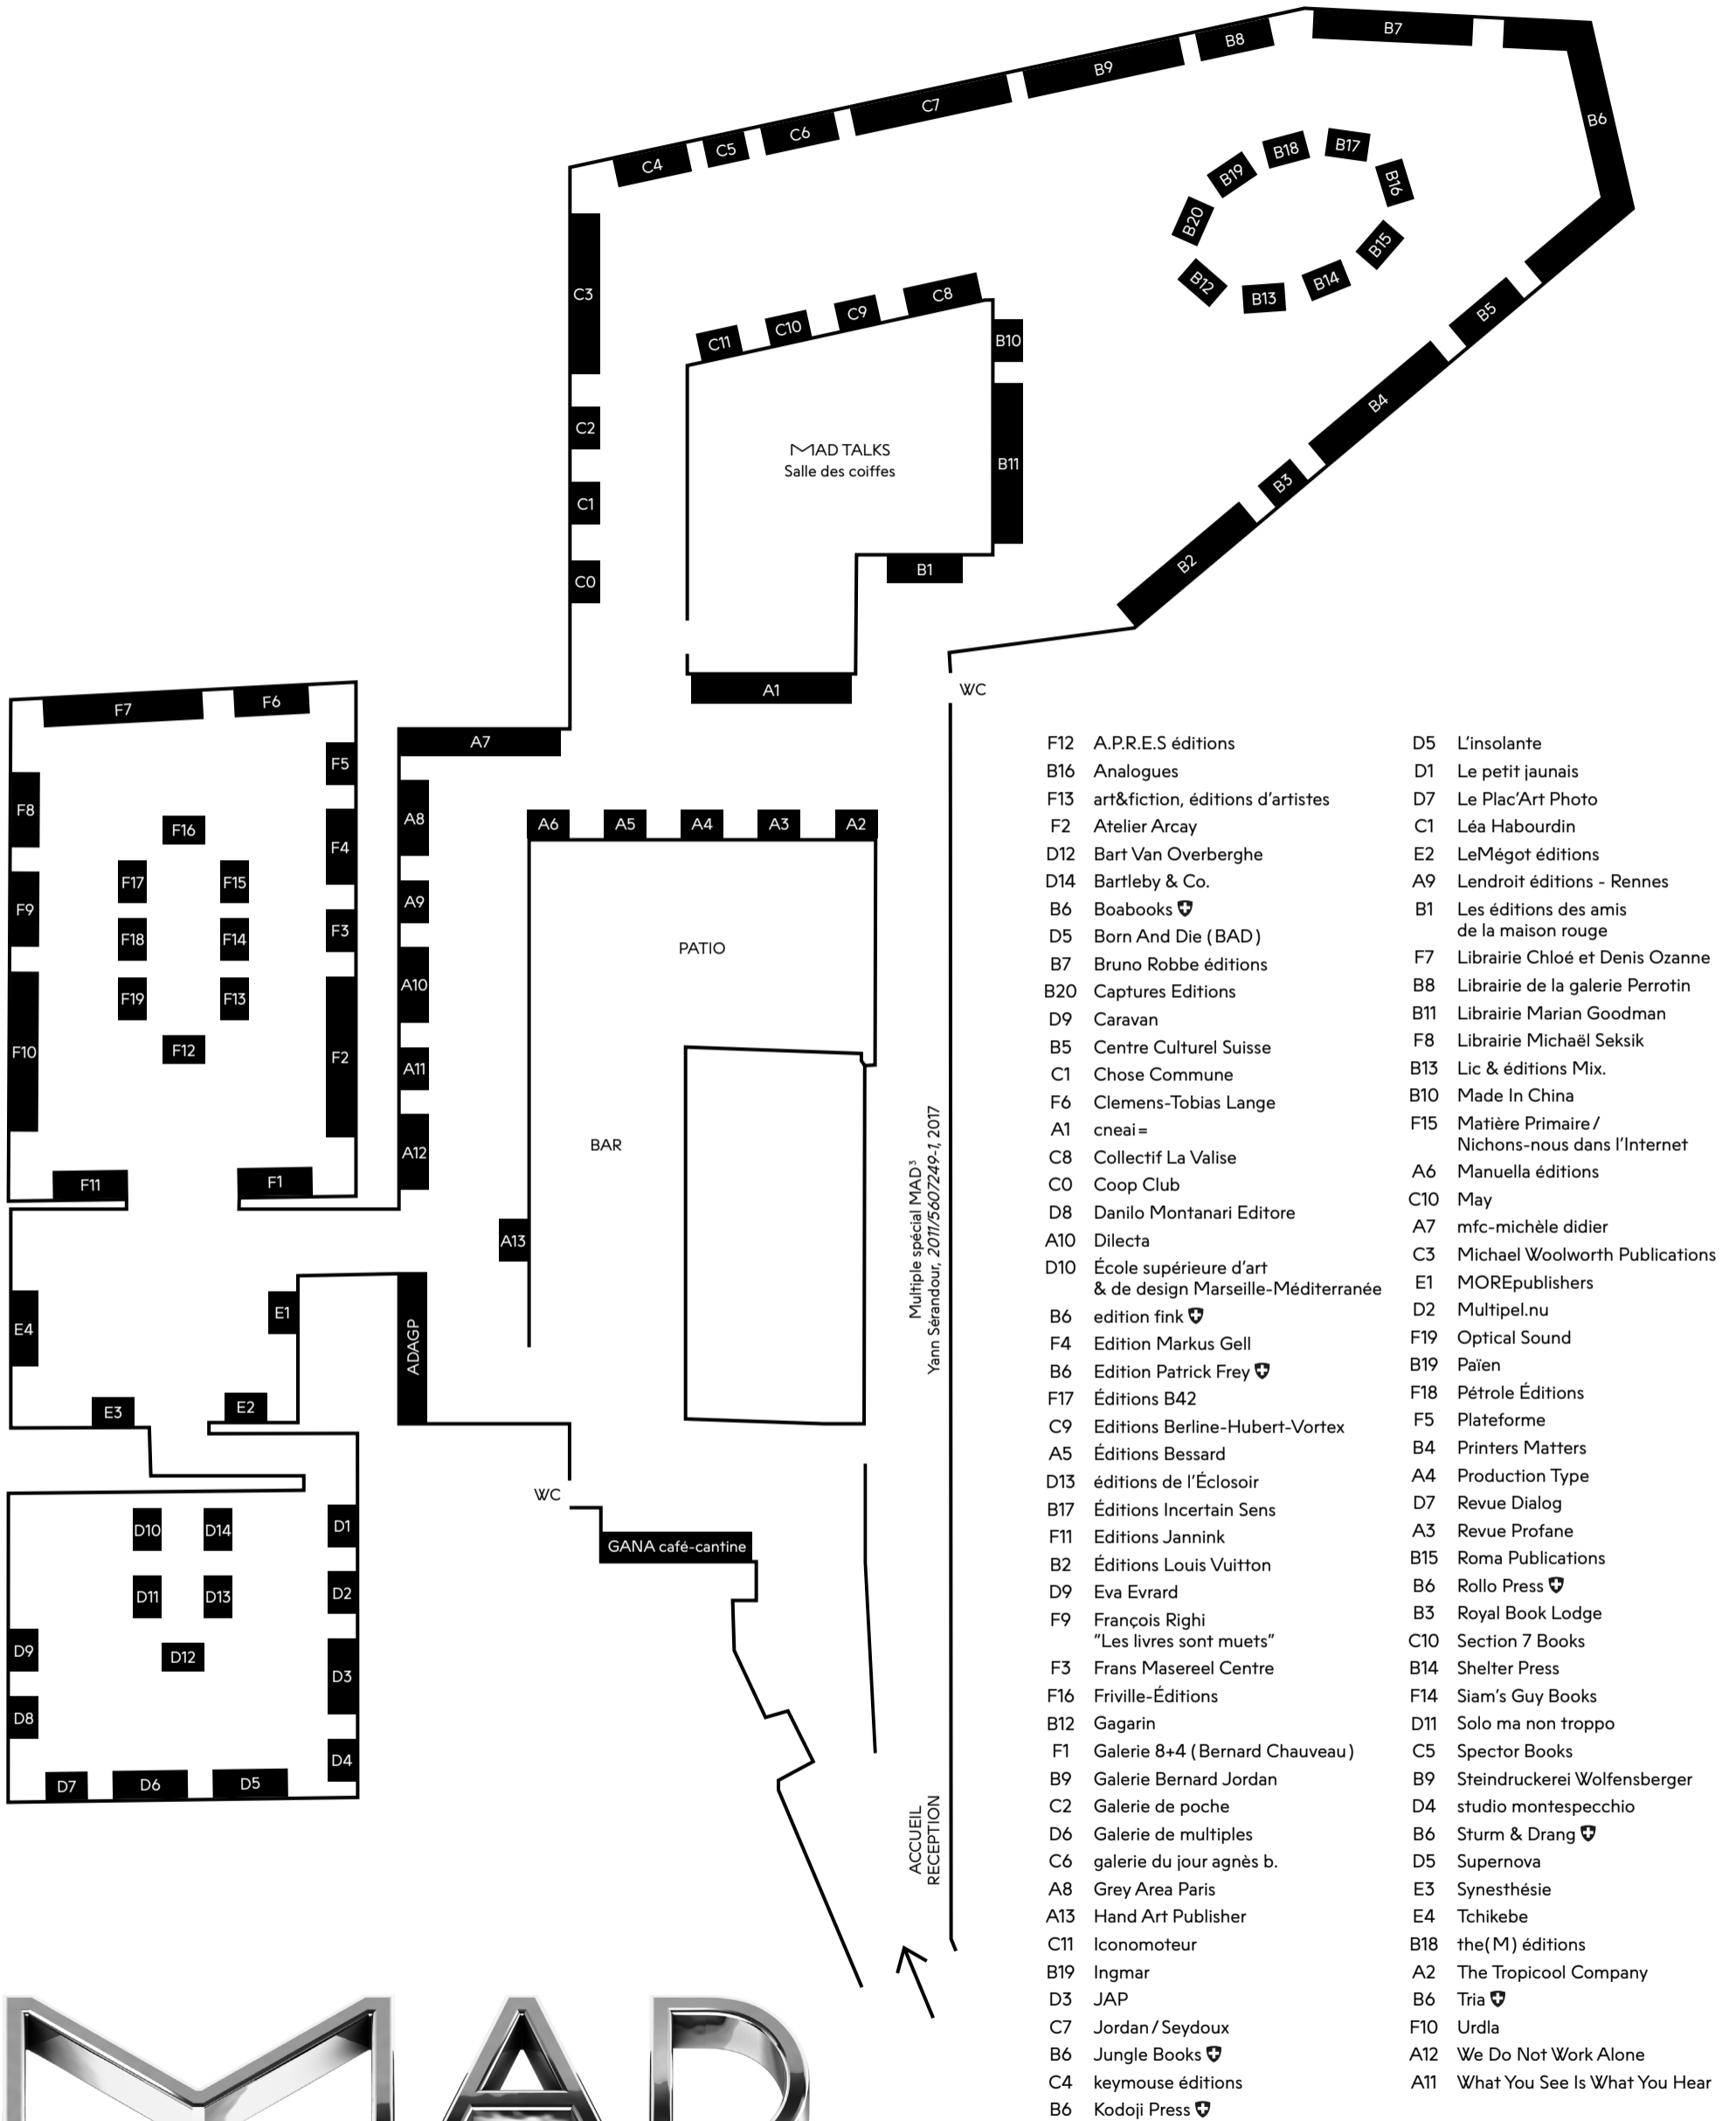 B7
B8
B9
C7
C6
C5
C4
B6
B17
B18
B19
B16
B20
B15
B14
B12
B13
C3
C8
C9
C10
C11
B10
B5
B4
C2
MAD TALKS
Salle des coiffes
B11
B3
C1
B2
C0
B1
A1
WC
F7
F6
A7
F5
F8
A8
A6
A5
A4
A3
A2
F16
F4
F17
F15
A9
F9
F3
F18
F14
PATIO
A10
F19
F13
F10
F12
F2
A11
BAR
A12
F11
F1
A13
E4
E1
ADAGP
E3
E2
Multiple spécial MAD³
Yann Sérandour, 2011/5607249-1, 2017
WC
D10
D14
D1
GANA café-cantine
D11
D13
D2
D9
D12
D3
D8
D4
D7
D6
D5
ACCUEIL
RECEPTION
F12 A.P.R.E.S éditions
B16 Analogues
F13 art&fiction, éditions d'artistes
F2 Atelier Arcay
D12 Bart Van Overberghe
D14 Bartleby & Co.
B6 Boabooks
D5 Born And Die (BAD)
B7 Bruno Robbe éditions
B20 Captures Editions
D9 Caravan
B5 Centre Culturel Suisse
C1 Chose Commune
F6 Clemens-Tobias Lange
A1 cneai=
C8 Collectif La Valise
C0 Coop Club
D8 Danilo Montanari Editore
A10 Dilecta
D10 École supérieure d'art
& de design Marseille-Méditerranée
B6 edition fink
F4 Edition Markus Gell
B6 Edition Patrick Frey
F17 Éditions B42
C9 Editions Berline-Hubert-Vortex
A5 Éditions Bessard
D13 éditions de l'Éclosoir
B17 Éditions Incertain Sens
F11 Editions Jannink
B2 Éditions Louis Vuitton
D9 Eva Evrard
F9 François Righi
"Les livres sont muets"
F3 Frans Masereel Centre
F16 Friville-Éditions
B12 Gagarin
F1 Galerie 8+4 (Bernard Chauveau)
B9 Galerie Bernard Jordan
C2 Galerie de poche
D6 Galerie de multiples
C6 galerie du jour agnès b.
A8 Grey Area Paris
A13 Hand Art Publisher
C11 Iconomoteur
B19 Ingmar
D3 JAP
C7 Jordan/Seydoux
B6 Jungle Books
C4 keymouse éditions
B6 Kodoji Press
D5 L'insolante
D1 Le petit jaunais
D7 Le Plac'Art Photo
C1 Léa Habourdin
E2 LeMégot éditions
A9 Lendroit éditions - Rennes
B1 Les éditions des amis
de la maison rouge
F7 Librairie Chloé et Denis Ozanne
B8 Librairie de la galerie Perrotin
B11 Librairie Marian Goodman
F8 Librairie Michaël Seksik
B13 Lic & éditions Mix.
B10 Made In China
F15 Matière Primaire/
Nichons-nous dans l'Internet
A6 Manuella éditions
C10 May
A7 mfc-michèle didier
C3 Michael Woolworth Publications
E1 MOREpublishers
D2 Multipel.nu
F19 Optical Sound
B19 Païen
F18 Pétrole Éditions
F5 Plateforme
B4 Printers Matters
A4 Production Type
D7 Revue Dialog
A3 Revue Profane
B15 Roma Publications
B6 Rollo Press
B3 Royal Book Lodge
C10 Section 7 Books
B14 Shelter Press
F14 Siam's Guy Books
D11 Solo ma non troppo
C5 Spector Books
B9 Steindruckerei Wolfensberger
D4 studio montespecchio
B6 Sturm & Drang
D5 Supernova
E3 Synesthésie
E4 Tchikebe
B18 the(M) éditions
A2 The Tropicool Company
B6 Tria
F10 Urdla
A12 We Do Not Work Alone
A11 What You See Is What You Hear
MAD